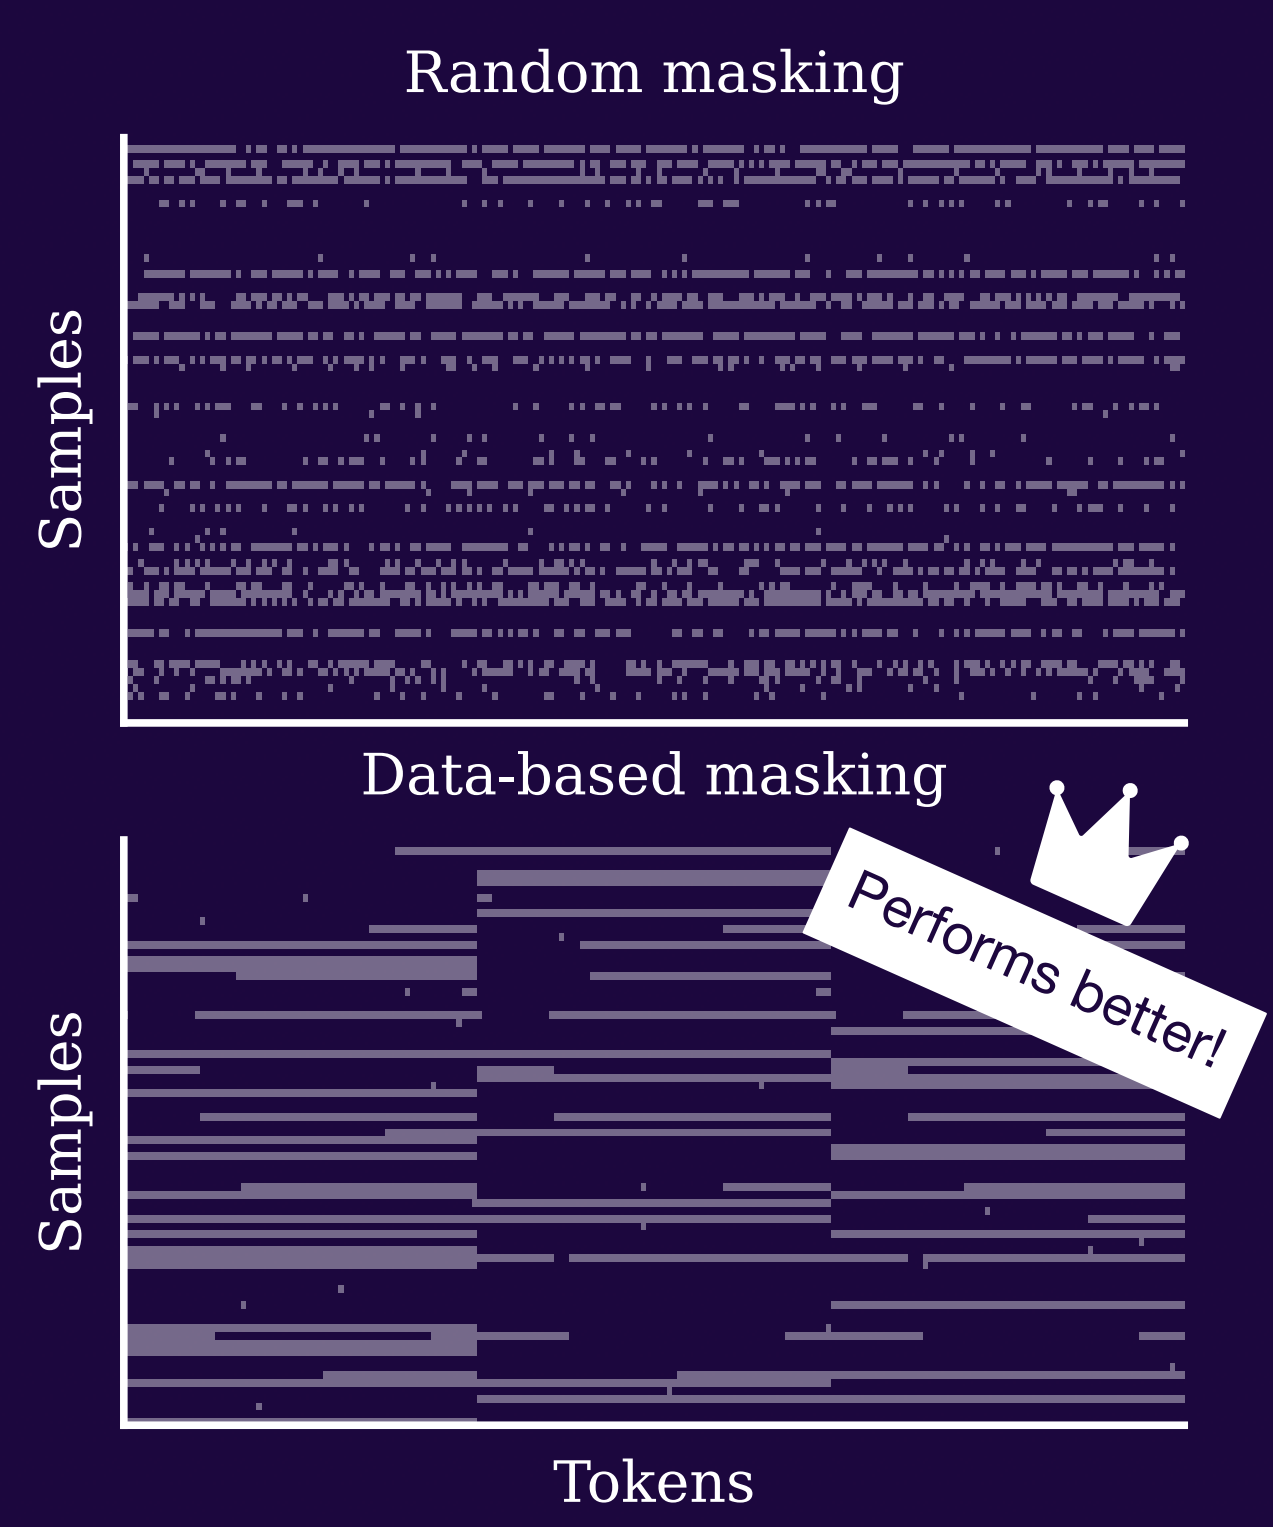 Random masking
Samples
Data-based masking
Performs better!
Samples
Tokens